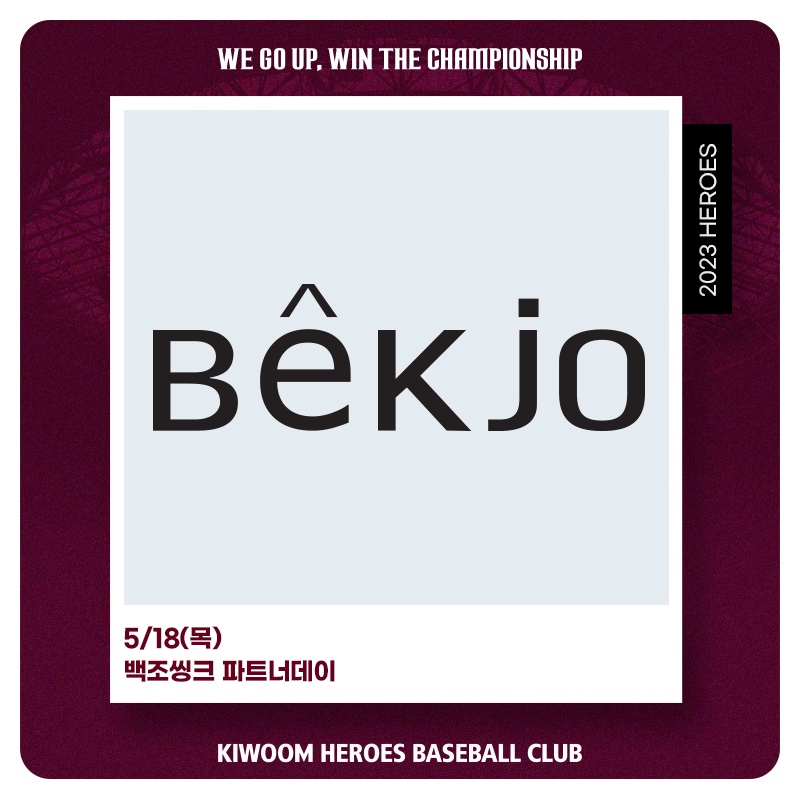 WE GO UP, WIN THE CHAMPIONSHIP
2023 HEROES
Bêkjo
5/18(목)
백조씽크 파트너데이
KIWOOM HEROES BASEBALL CLUB